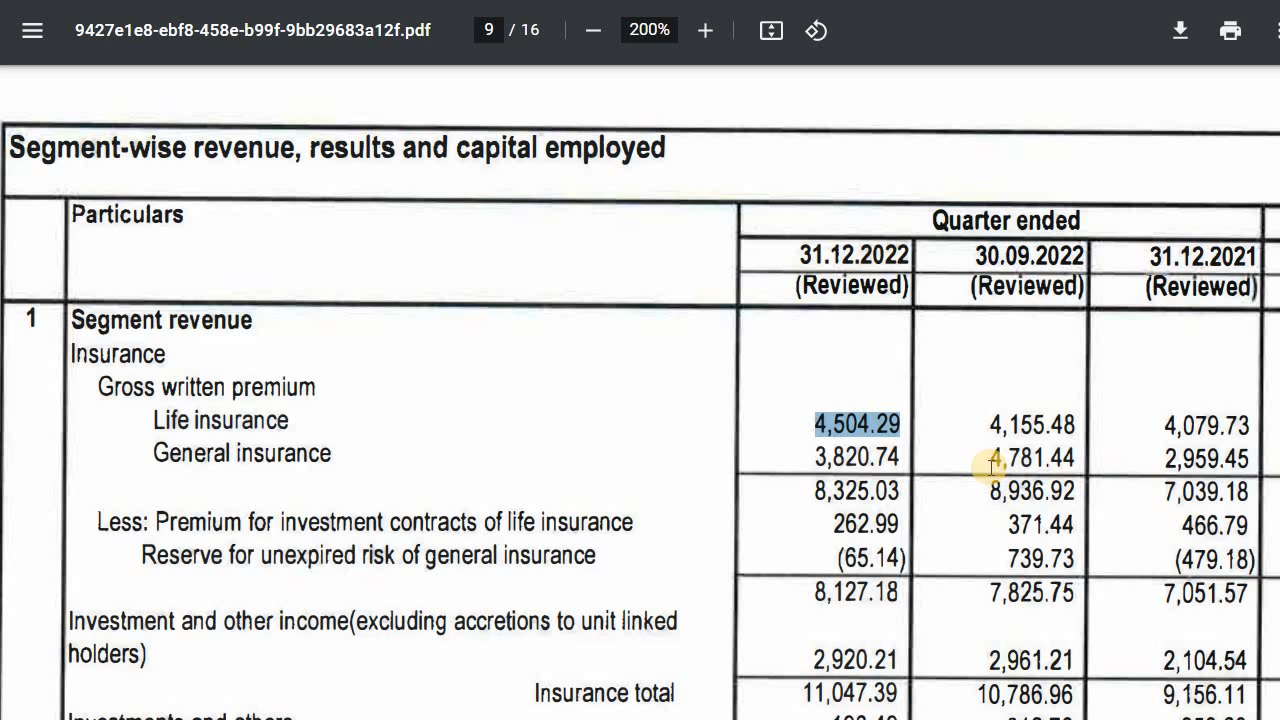 9427e1e8-ebf8-458e-b99f-9bb29683a12f.pdf 9 / 16 200%
Segment-wise revenue, results and capital employed
Particulars Quarter ended
31.12.2022 30.09.2022 31.12.2021
(Reviewed) (Reviewed) (Reviewed)
1 Segment revenue
Insurance
Gross written premium
Life insurance 4,504.29 4,155.48 4,079.73
General insurance 3,820.74 4,781.44 2,959.45
8,325.03 8,936.92 7,039.18
Less: Premium for investment contracts of life insurance 262.99 371.44 466.79
Reserve for unexpired risk of general insurance (65.14) 739.73 (479.18)
8,127.18 7,825.75 7,051.57
Investment and other income(excluding accretions to unit linked
holders) 2,920.21 2,961.21 2,104.54
Insurance total 11,047.39 10,786.96 9,156.11
Investments and others